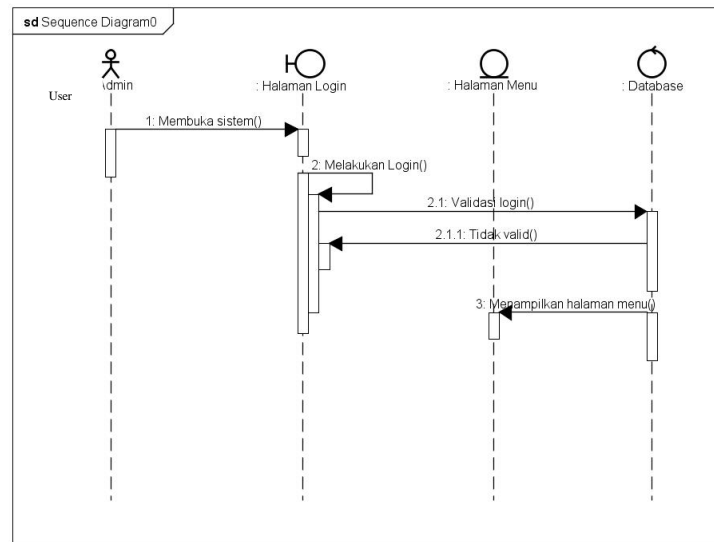 sd Sequence Diagram0
User
dmin
: Halaman Login
: Halaman Menu
: Database
1: Membuka sistem()
2: Melakukan Login()
2.1: Validasi login()
2.1.1: Tidak valid()
3: Menampilkan halaman menu()